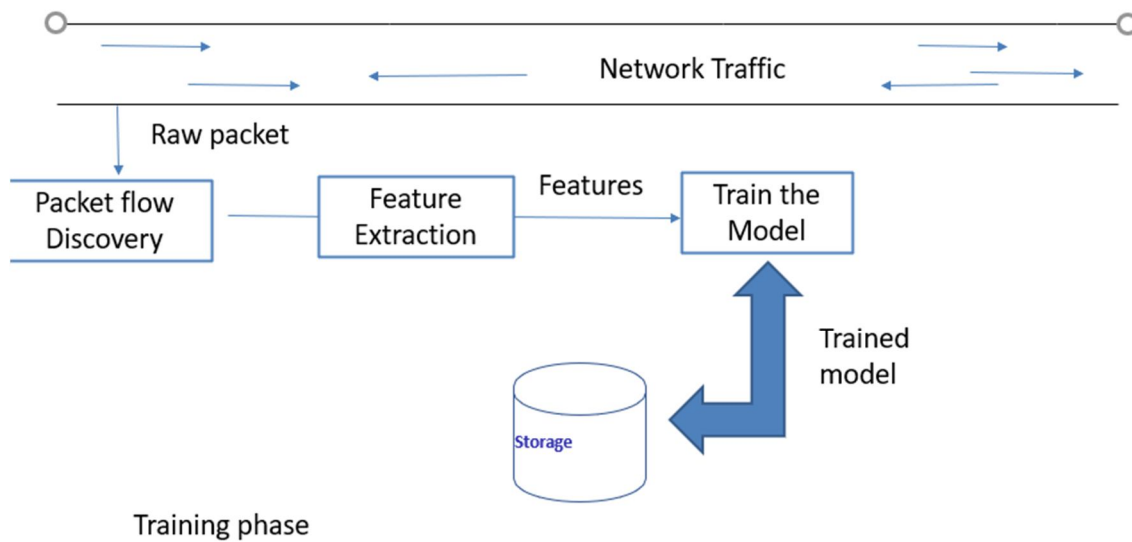 Network Traffic
Raw packet
Packet flow
Discovery
Feature
Extraction
Features
Train the
Model
Trained
model
Storage
Training phase